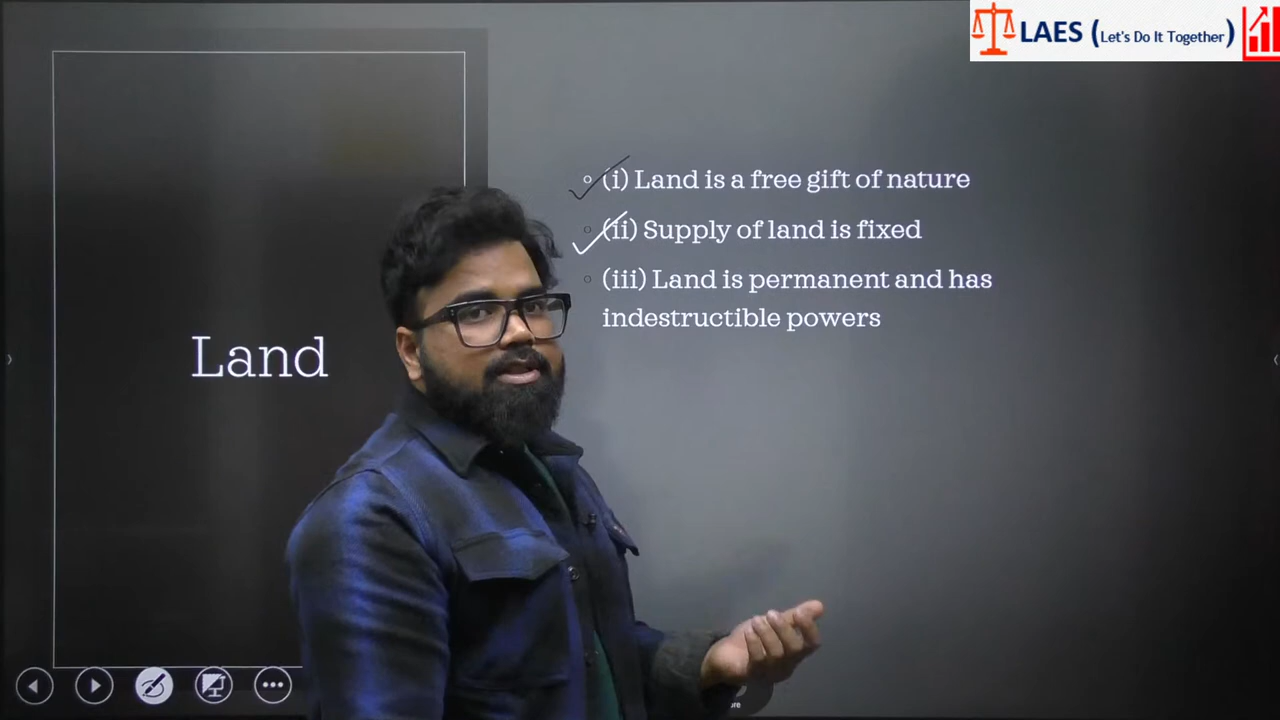 LAES (Let's Do It Together)
(i) Land is a free gift of nature
(ii) Supply of land is fixed
(iii) Land is permanent and has
indestructible powers
Land